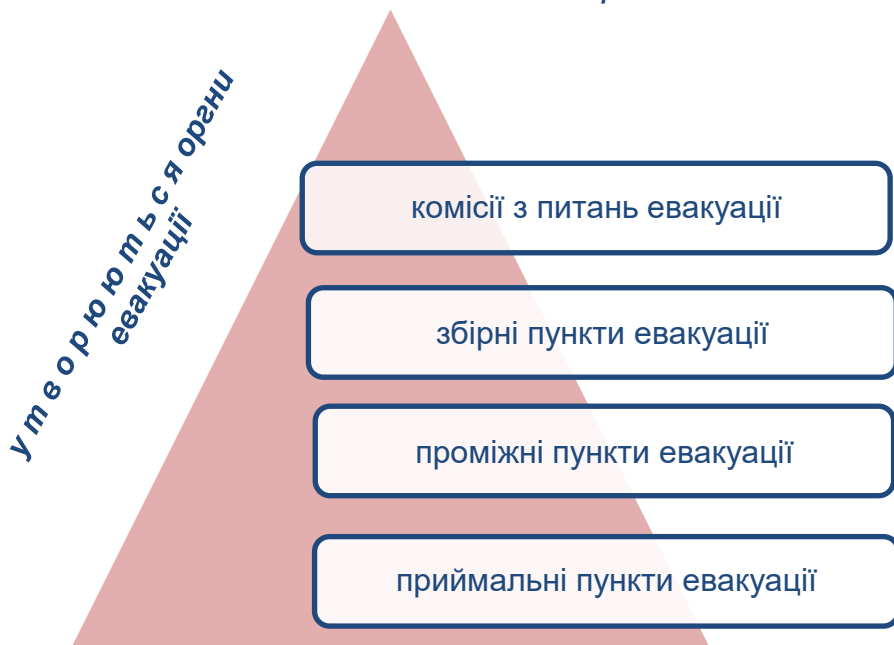 у т в о р ю ю т ь с я оргни
евакуації
комісії з питань евакуації
збірні пункти евакуації
проміжні пункти евакуації
приймальні пункти евакуації